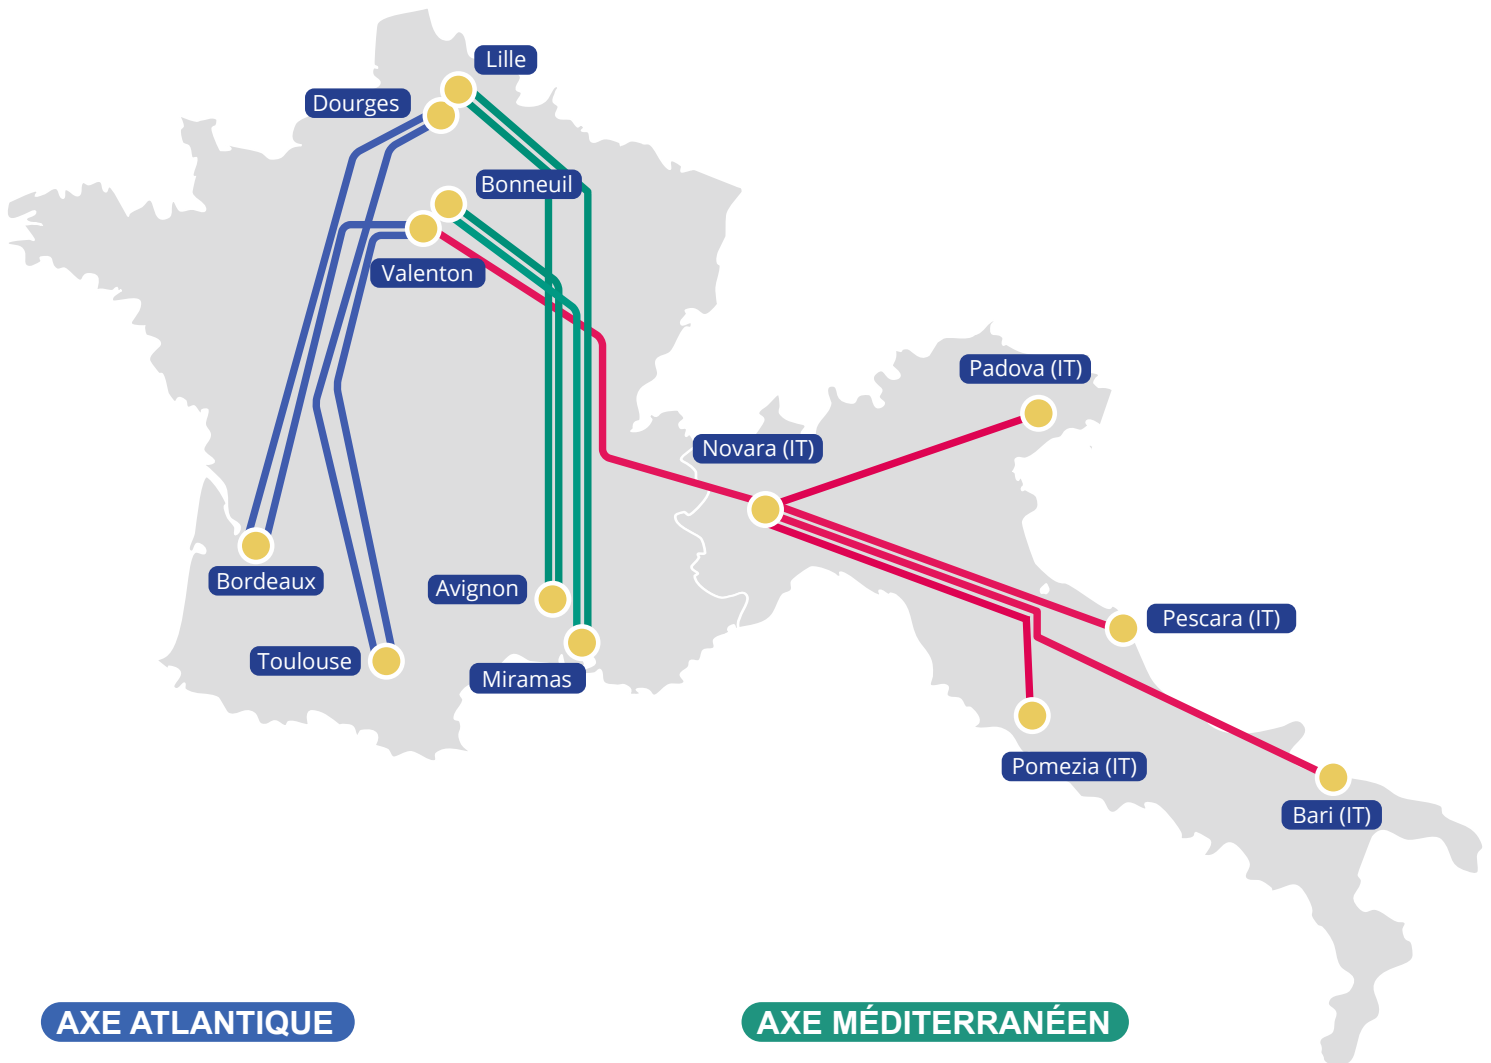 Lille
Dourges
Bonneuil
Valenton
Padova (IT)
Novara (IT)
Bordeaux
Avignon
Pescara (IT)
Toulouse
Miramas
Pomezia (IT)
Bari (IT)
AXE ATLANTIQUE
AXE MÉDITERRANÉEN